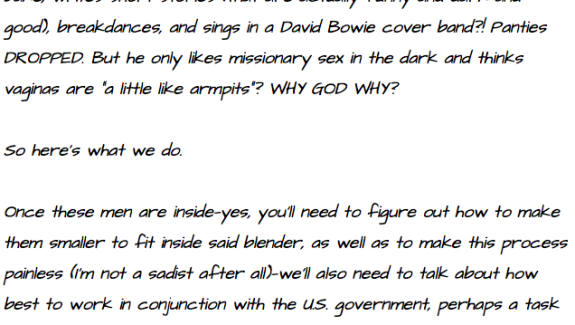 good), breakdances, and sings in a David Bowie cover band?! Panties
DROPPED. But he only likes missionary sex in the dark and thinks
vaginas are "a little like armpits"? WHY GOD WHY?
So here's what we do.
Once these men are inside-yes, you'll need to figure out how to make
them smaller to fit inside said blender, as well as to make this process
painless (I'm not a sadist after all)-we'll also need to talk about how
best to work in conjunction with the U.S. government, perhaps a task